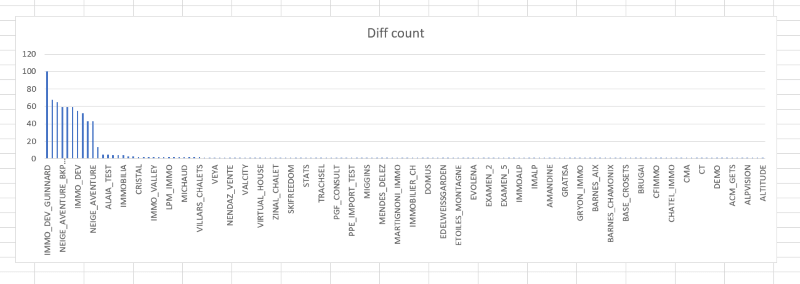 Diff count
120
100
80
60
40
20
0
IMMO_DEV_GUINNARD
NEIGE_AVENTURE_BKP_…
IMMO_DEV
NEIGE_AVENTURE
ALAIA_TEST
IMMOBILIA
CRISTAL
IMMO_VALLEY
LPM_IMMO
MICHAUD
VILLARS_CHALETS
VEYA
NENDAZ_VENTE
VALCITY
VIRTUAL_HOUSE
ZINAL_CHALET
SKIFREEDOM
STATS
TRACHSEL
PGF_CONSULT
PPE_IMPORT_TEST
MIGGINS
MENDES_DELEZ
MARTIGNONI_IMMO
IMMOBILIER_CH
DOMUS
EDELWEISSGARDEN
ETOILES_MONTAGNE
EVOLENA
EXAMEN_2
EXAMEN_5
IMMOALP
IMALP
AMANDINE
GRATISA
GRYON_IMMO
BARNES_AIX
BARNES_CHAMONIX
BASE_CROSETS
BRUGAI
CFIMMO
CHATEL_IMMO
CMA
CT
DEMO
ACM_GETS
ALPVISION
ALTITUDE